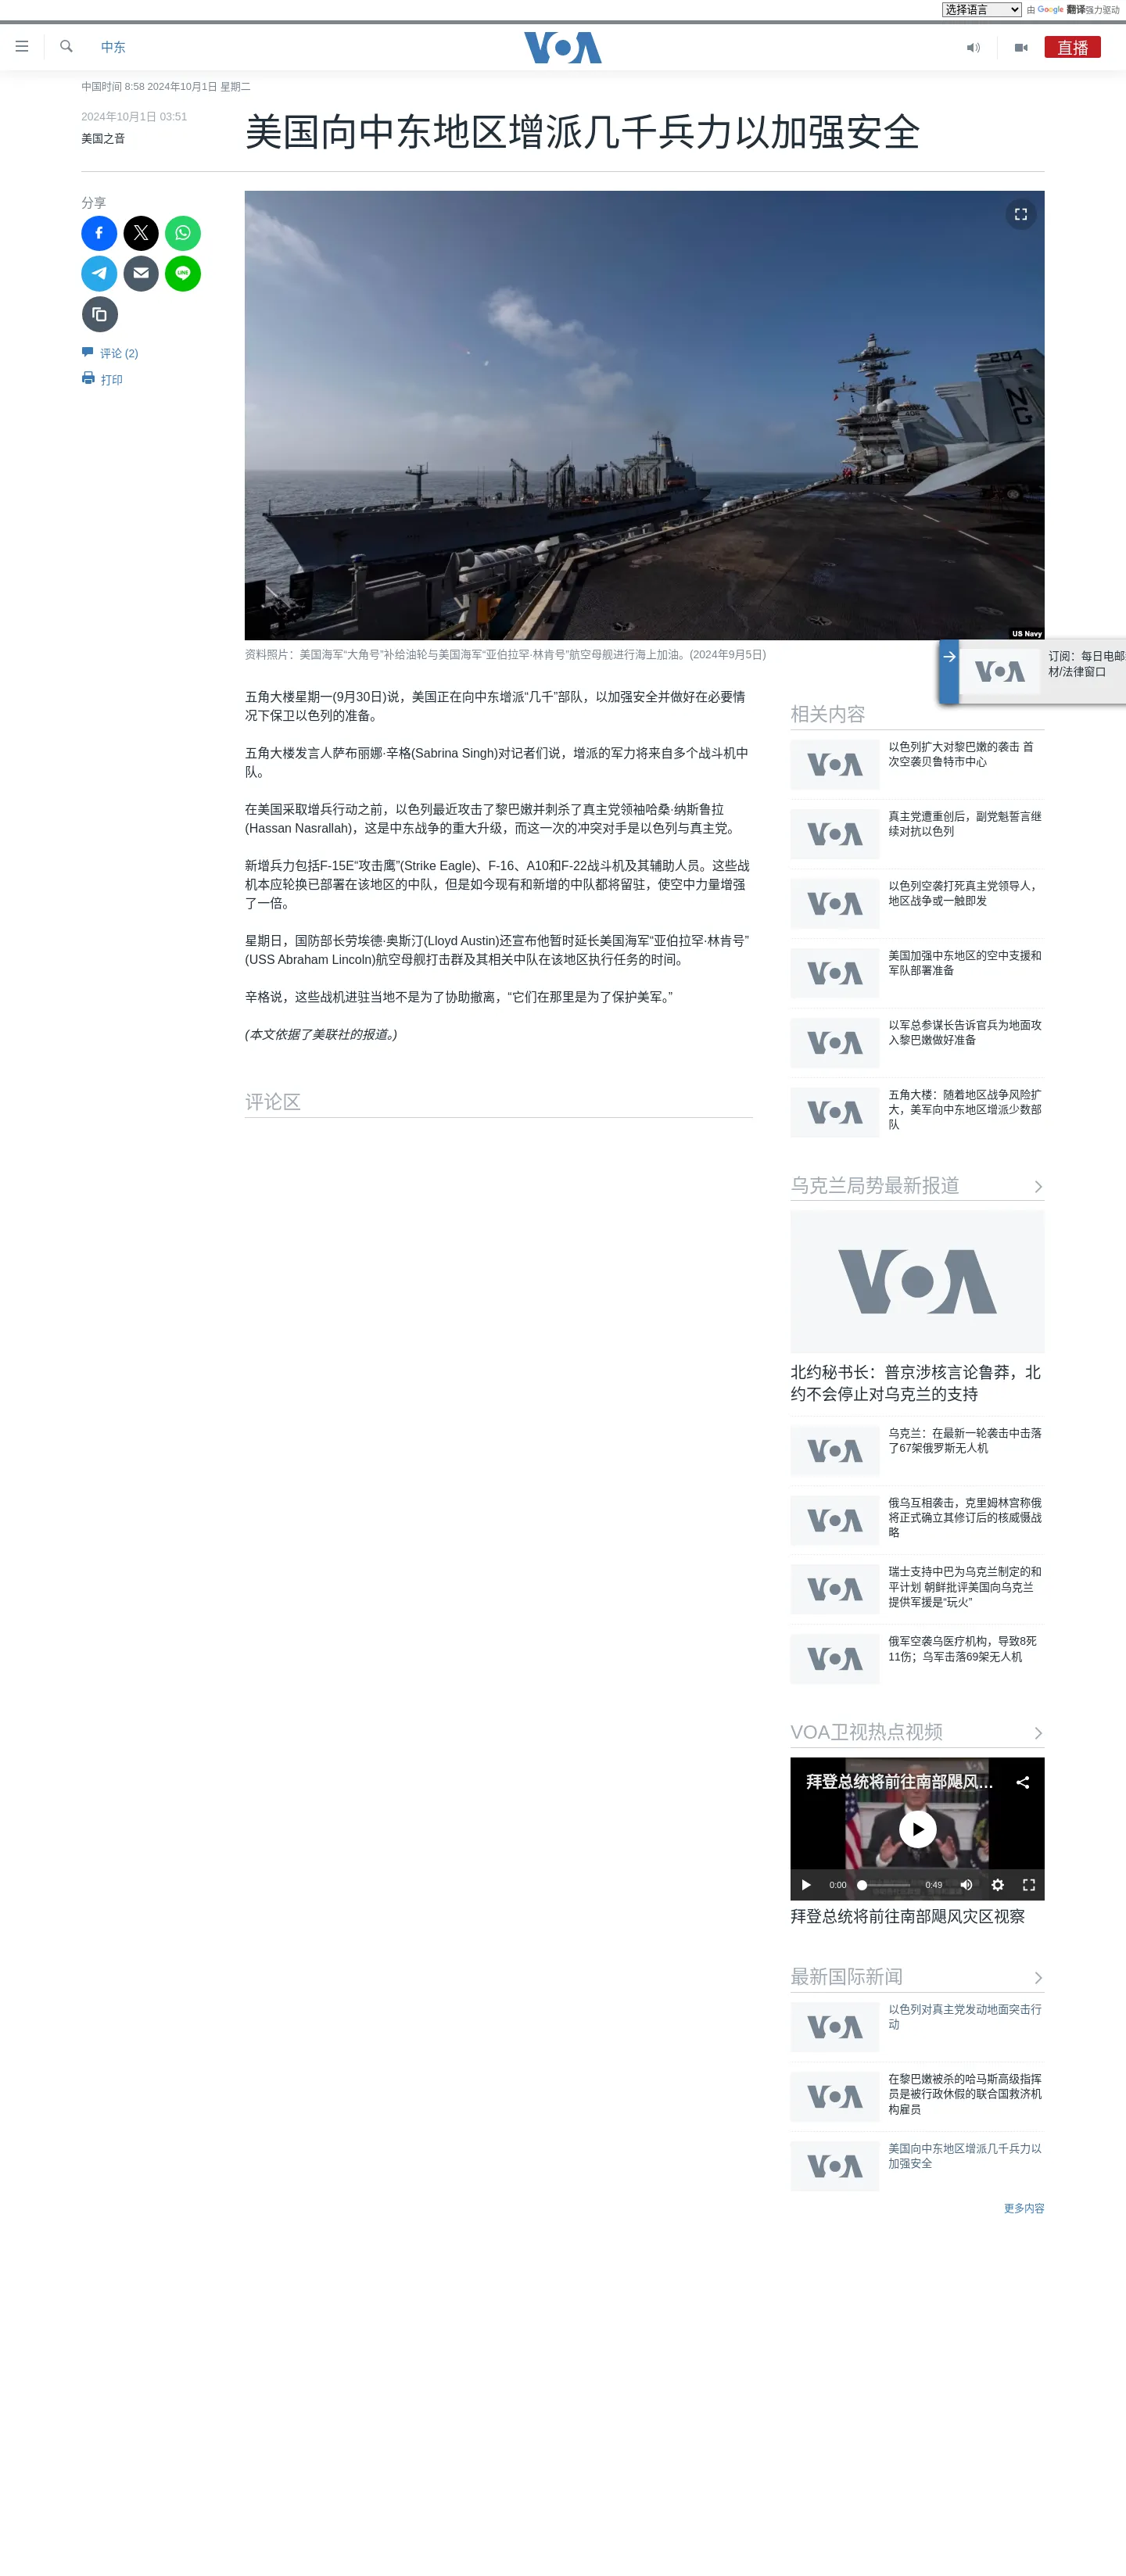 选择语言
由 Google 翻译强力驱动
中东
VOA
直播
中国时间 8:58 2024年10月1日 星期二
2024年10月1日 03:51
美国之音
美国向中东地区增派几千兵力以加强安全
分享
LINE
评论 (2)
打印
204
NG
US Navy
资料照片：美国海军“大角号”补给油轮与美国海军“亚伯拉罕·林肯号”航空母舰进行海上加油。(2024年9月5日)
VOA
订阅：每日电邮
材/法律窗口
五角大楼星期一(9月30日)说，美国正在向中东增派“几千”部队，以加强安全并做好在必要情
况下保卫以色列的准备。
五角大楼发言人萨布丽娜·辛格(Sabrina Singh)对记者们说，增派的军力将来自多个战斗机中
队。
在美国采取增兵行动之前，以色列最近攻击了黎巴嫩并刺杀了真主党领袖哈桑·纳斯鲁拉
(Hassan Nasrallah)，这是中东战争的重大升级，而这一次的冲突对手是以色列与真主党。
新增兵力包括F-15E“攻击鹰”(Strike Eagle)、F-16、A10和F-22战斗机及其辅助人员。这些战
机本应轮换已部署在该地区的中队，但是如今现有和新增的中队都将留驻，使空中力量增强
了一倍。
星期日，国防部长劳埃德·奥斯汀(Lloyd Austin)还宣布他暂时延长美国海军“亚伯拉罕·林肯号”
(USS Abraham Lincoln)航空母舰打击群及其相关中队在该地区执行任务的时间。
辛格说，这些战机进驻当地不是为了协助撤离，“它们在那里是为了保护美军。”
(本文依据了美联社的报道。)
评论区
相关内容
VOA
以色列扩大对黎巴嫩的袭击 首
次空袭贝鲁特市中心
VOA
真主党遭重创后，副党魁誓言继
续对抗以色列
VOA
以色列空袭打死真主党领导人，
地区战争或一触即发
VOA
美国加强中东地区的空中支援和
军队部署准备
VOA
以军总参谋长告诉官兵为地面攻
入黎巴嫩做好准备
VOA
五角大楼：随着地区战争风险扩
大，美军向中东地区增派少数部
队
乌克兰局势最新报道
VOA
北约秘书长：普京涉核言论鲁莽，北
约不会停止对乌克兰的支持
VOA
乌克兰：在最新一轮袭击中击落
了67架俄罗斯无人机
VOA
俄乌互相袭击，克里姆林宫称俄
将正式确立其修订后的核威慑战
略
VOA
瑞士支持中巴为乌克兰制定的和
平计划 朝鲜批评美国向乌克兰
提供军援是“玩火”
VOA
俄军空袭乌医疗机构，导致8死
11伤；乌军击落69架无人机
VOA卫视热点视频
拜登总统将前往南部飓风...
0:00
0:49
拜登总统将前往南部飓风灾区视察
最新国际新闻
VOA
以色列对真主党发动地面突击行
动
VOA
在黎巴嫩被杀的哈马斯高级指挥
员是被行政休假的联合国救济机
构雇员
VOA
美国向中东地区增派几千兵力以
加强安全
更多内容